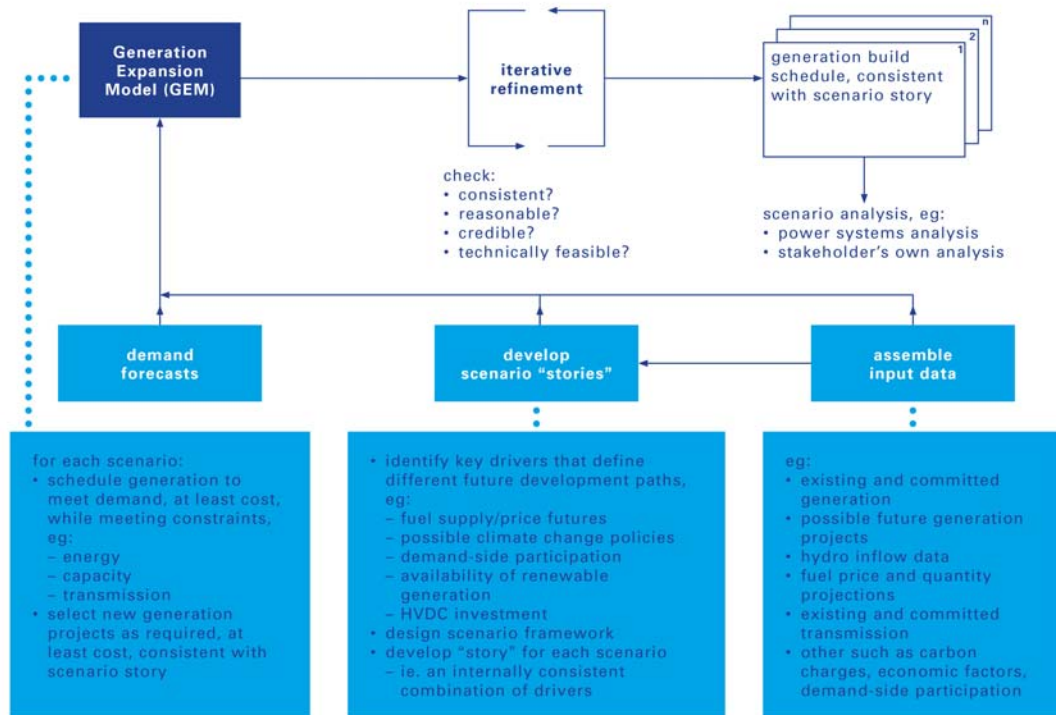 Generation
Expansion
Model (GEM)
iterative
refinement
n
2
1
generation build
schedule, consistent
with scenario story
check:
• consistent?
• reasonable?
• credible?
• technically feasible?
scenario analysis, eg:
• power systems analysis
• stakeholder's own analysis
demand
forecasts
develop
scenario “stories”
assemble
input data
for each scenario:
• schedule generation to
meet demand, at least cost,
while meeting constraints,
eg:
– energy
– capacity
– transmission
• select new generation
projects as required, at
least cost, consistent with
scenario story
• identify key drivers that define
different future development paths,
eg:
– fuel supply/price futures
– possible climate change policies
– demand-side participation
– availability of renewable
generation
– HVDC investment
• design scenario framework
• develop “story” for each scenario
– ie. an internally consistent
combination of drivers
eg:
• existing and committed
generation
• possible future generation
projects
• hydro inflow data
• fuel price and quantity
projections
• existing and committed
transmission
• other such as carbon
charges, economic factors,
demand-side participation